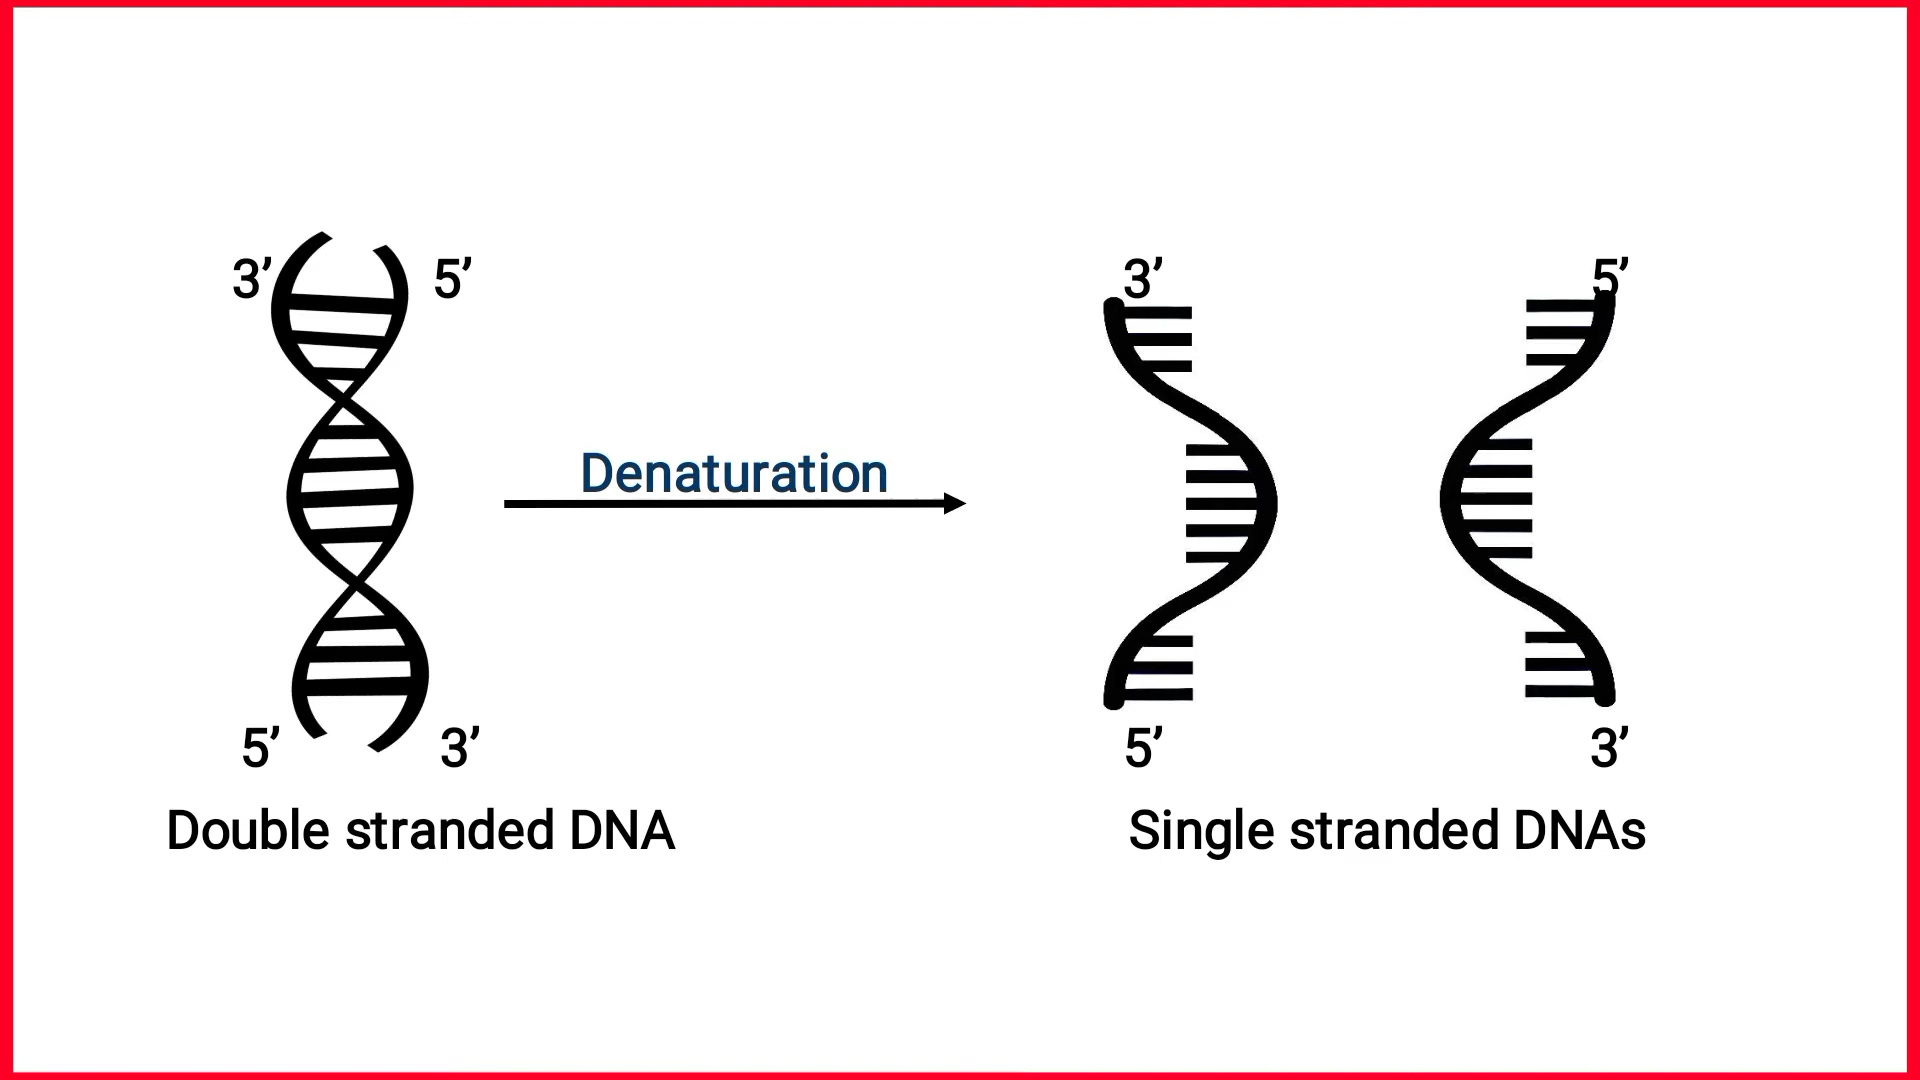 3’ 5’
3’ 5’
Denaturation
5’ 3’
5’ 3’
Double stranded DNA
Single stranded DNAs